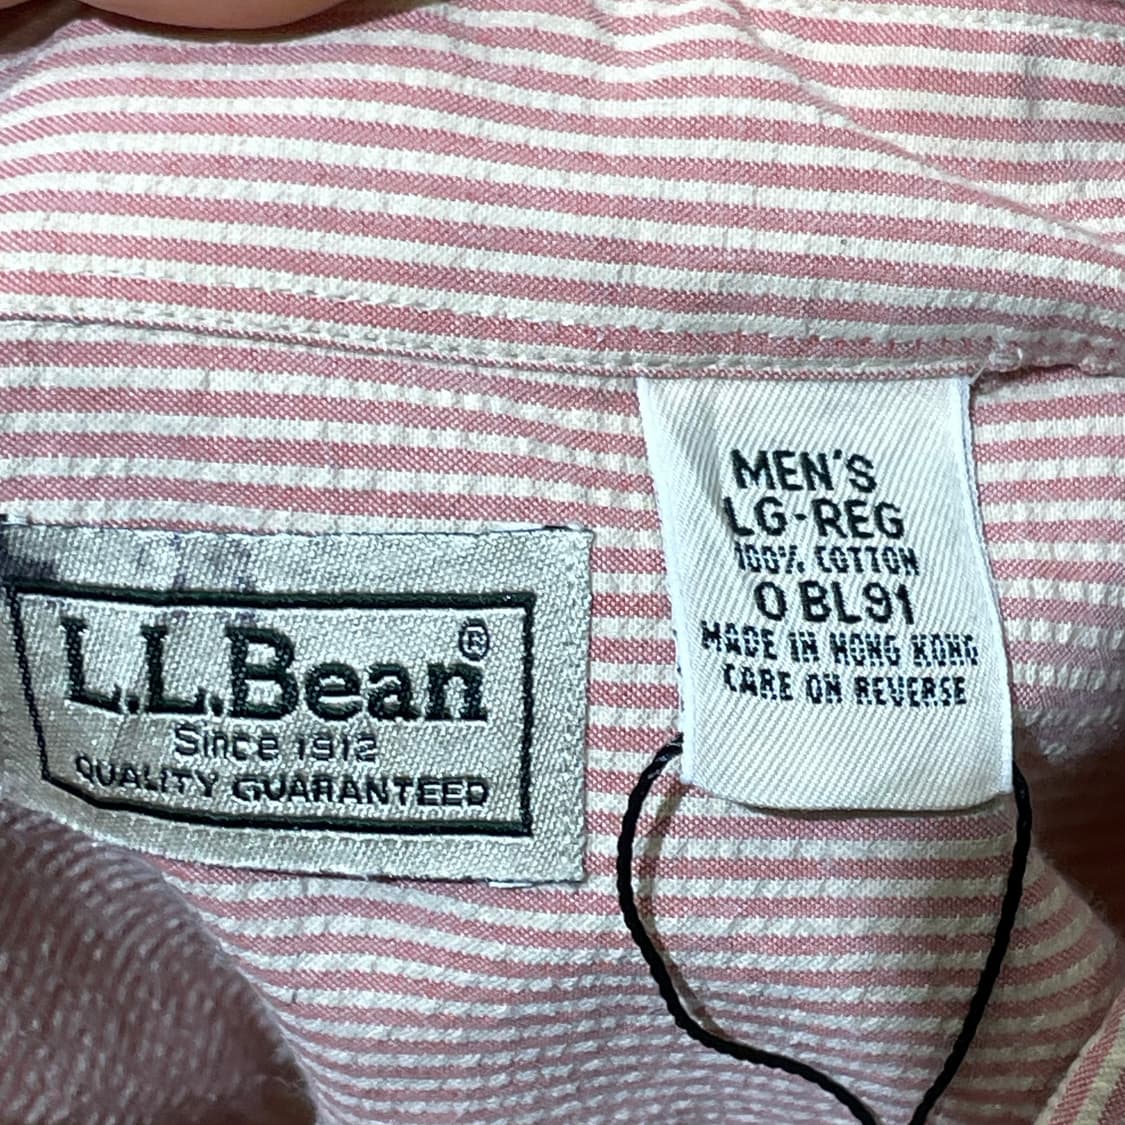 L.L.Bean®
Since 1912
QUALITY GUARANTEED
MEN'S
LG-REG
100% COTTON
0 BL91
MADE IN HONG KONG
CARE ON REVERSE